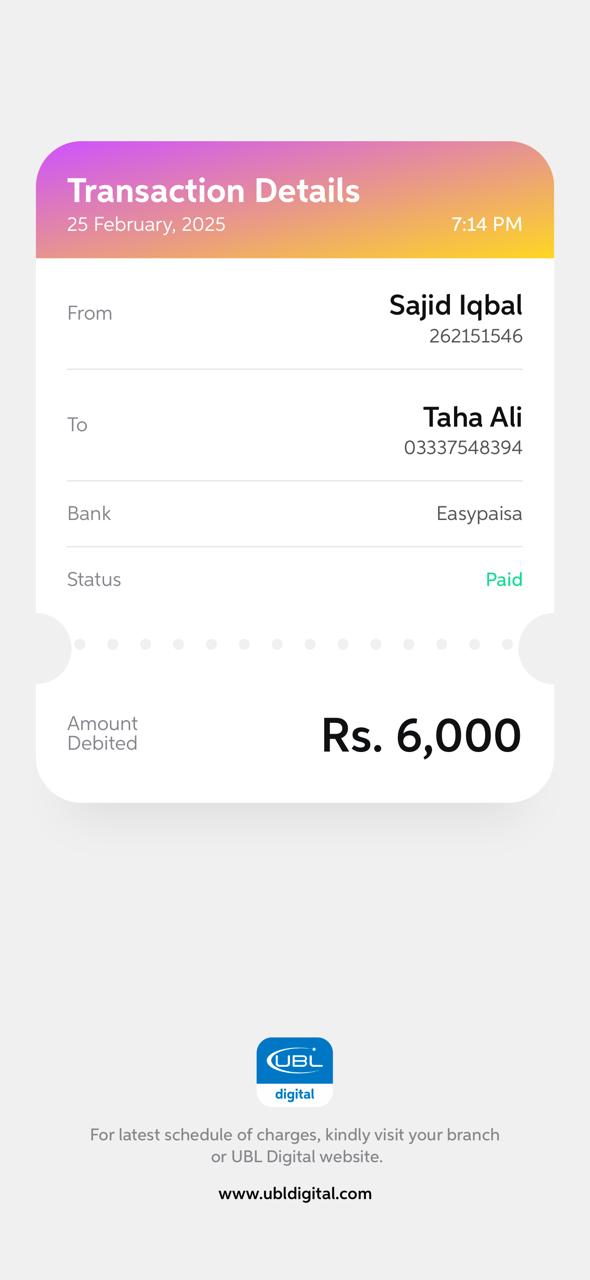 Transaction Details
25 February, 2025 7:14 PM
From Sajid Iqbal
262151546
To Taha Ali
03337548394
Bank Easypaisa
Status Paid
Amount
Debited Rs. 6,000
UBL
digital
For latest schedule of charges, kindly visit your branch
or UBL Digital website.
www.ubldigital.com